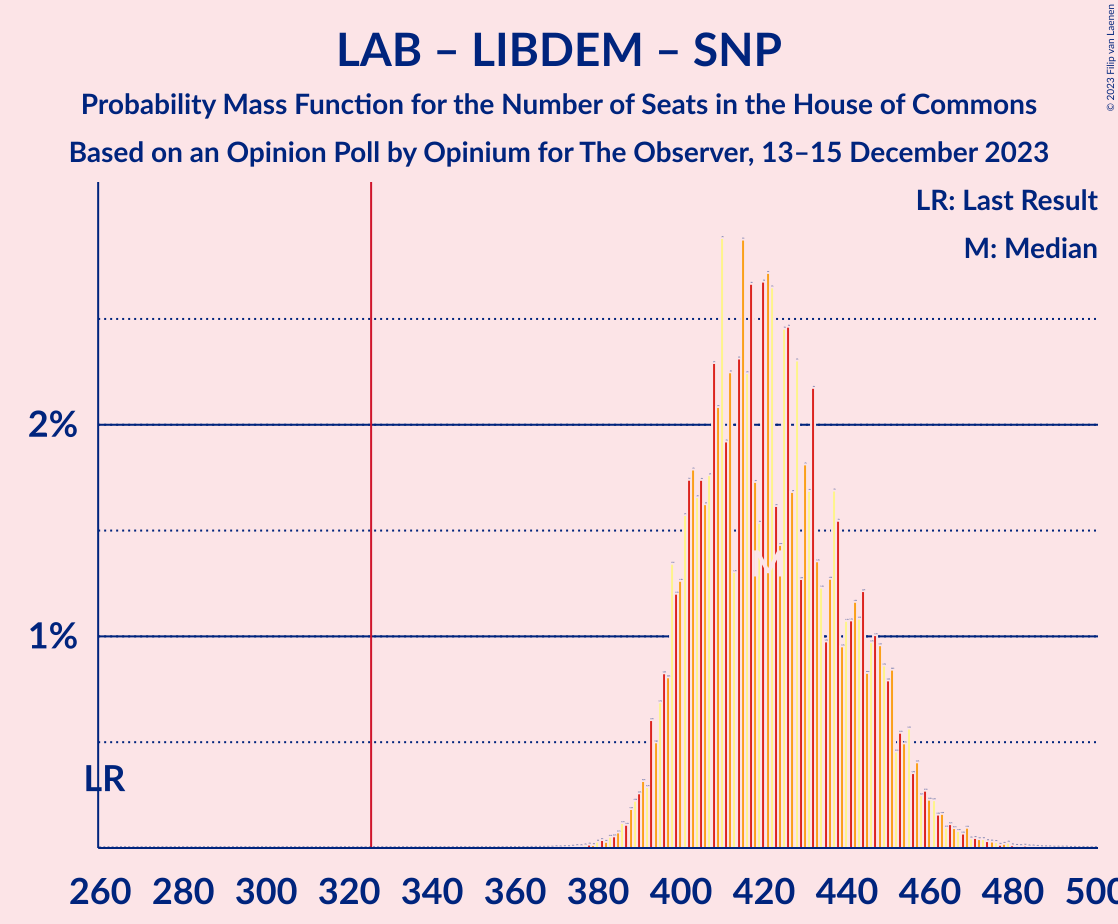 LAB – LIBDEM – SNP
Probability Mass Function for the Number of Seats in the House of Commons
Based on an Opinion Poll by Opinium for The Observer, 13–15 December 2023
© 2023 Filip van Laenen
LR: Last Result
M: Median
2%
1%
LR
M
260 280 300 320 340 360 380 400 420 440 460 480 500